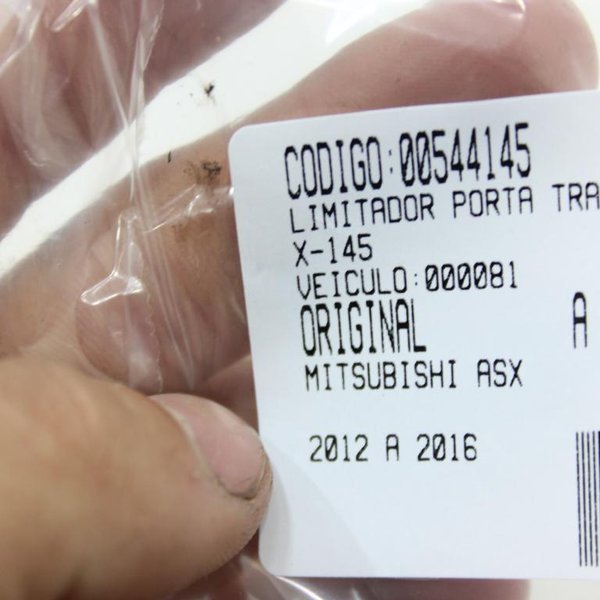 CODIGO:00544145
LIMITADOR PORTA TRA
X-145
VEICULO:000081
ORIGINAL A
MITSUBISHI ASX
2012 A 2016